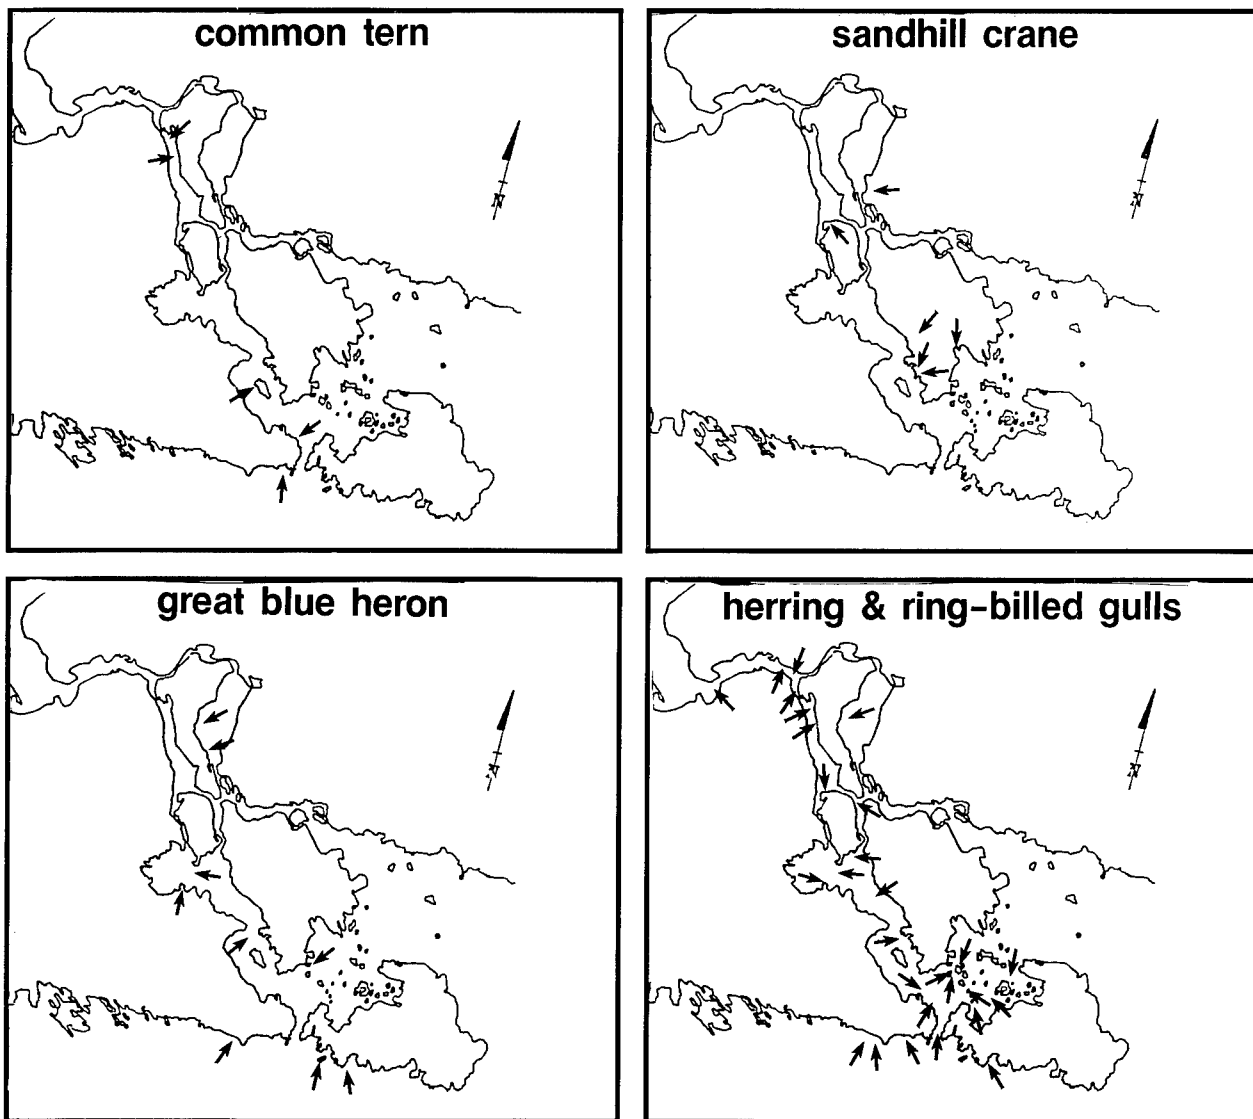 common tern
sandhill crane
N
N
great blue heron
herring & ring-billed gulls
N
N